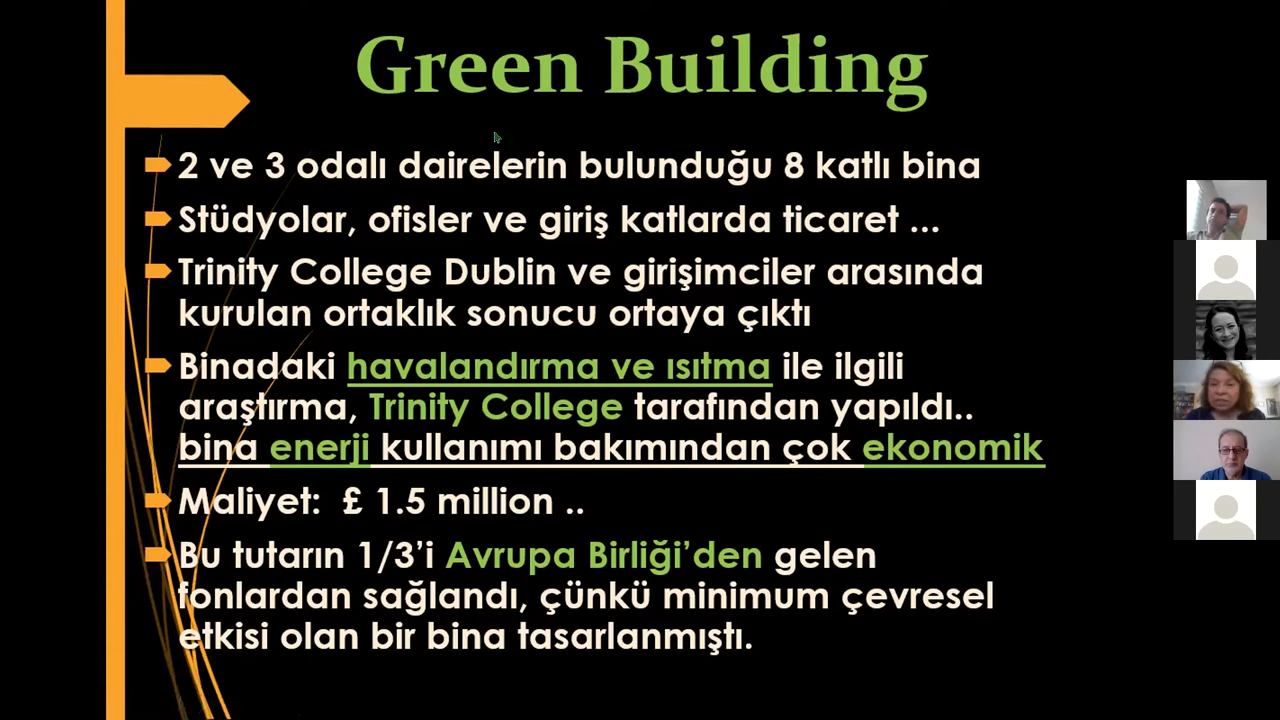 Green Building
2 ve 3 odalı dairelerin bulunduğu 8 katlı bina
Stüdyolar, ofisler ve giriş katlarda ticaret ...
Trinity College Dublin ve girişimciler arasında
kurulan ortaklık sonucu ortaya çıktı
Binadaki havalandırma ve ısıtma ile ilgili
araştırma, Trinity College tarafından yapıldı..
bina enerji kullanımı bakımından çok ekonomik
Maliyet: £ 1.5 million ..
Bu tutarın 1/3’i Avrupa Birliği’den gelen
fonlardan sağlandı, çünkü minimum çevresel
etkisi olan bir bina tasarlanmıştı.